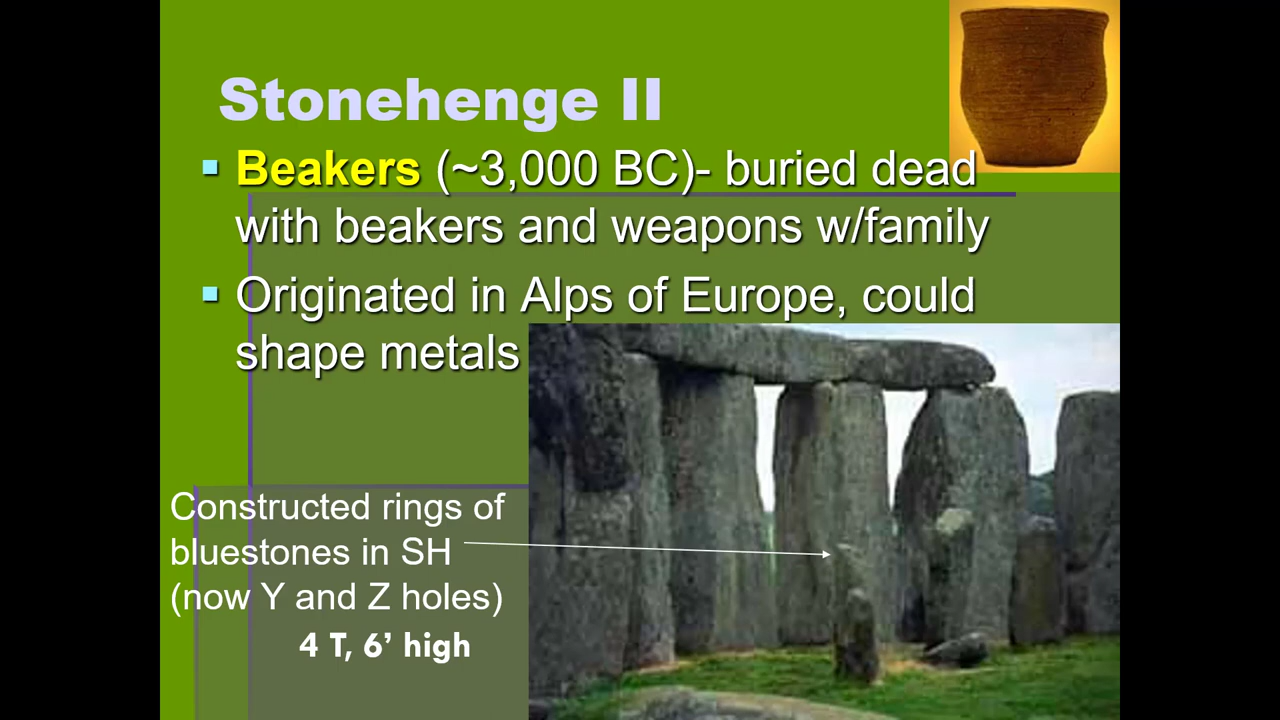 Stonehenge II
Beakers (~3,000 BC)- buried dead
with beakers and weapons w/family
Originated in Alps of Europe, could
shape metals
Constructed rings of
bluestones in SH
(now Y and Z holes)
4 T, 6’ high